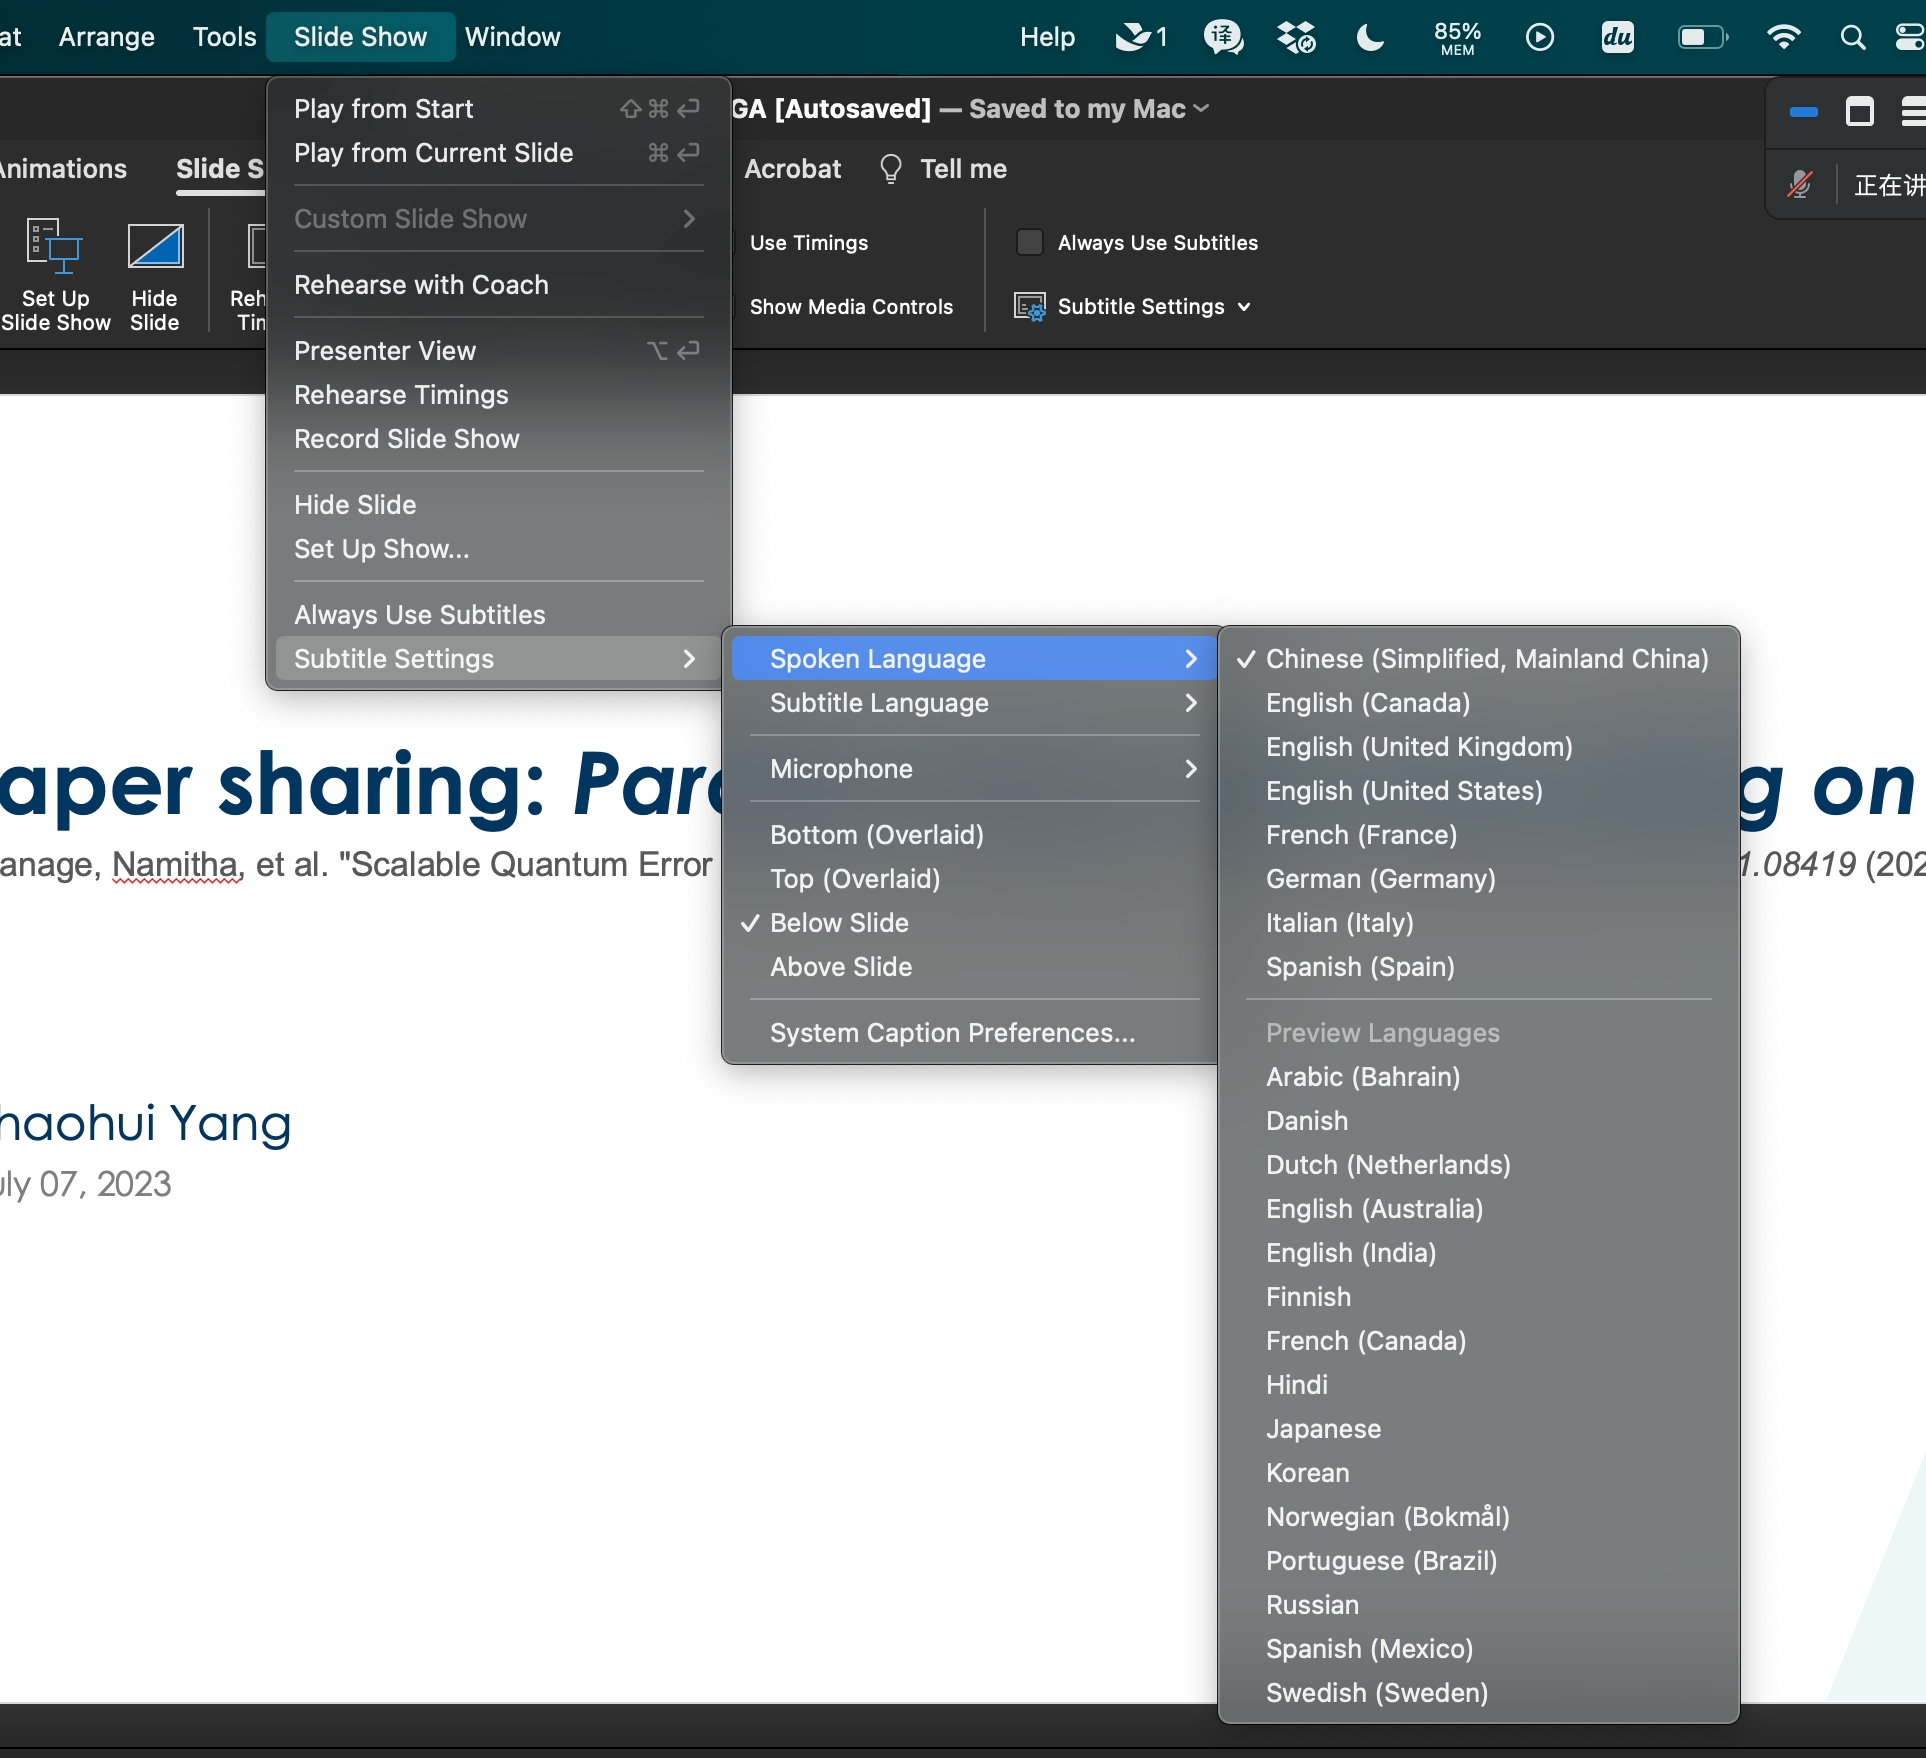 at Arrange Tools Slide Show Window Help 1 译 85% MEM du
GA [Autosaved] — Saved to my Mac
Animations Slide S Acrobat Tell me
正在讲
Set Up
Slide Show
Hide
Slide
Reh
Tim
Use Timings
Show Media Controls
Always Use Subtitles
Subtitle Settings
Play from Start ⇧⌘↩
Play from Current Slide ⌘↩
Custom Slide Show
Rehearse with Coach
Presenter View ⌥↩
Rehearse Timings
Record Slide Show
Hide Slide
Set Up Show...
Always Use Subtitles
Subtitle Settings
Spoken Language
Subtitle Language
Microphone
Bottom (Overlaid)
Top (Overlaid)
✓ Below Slide
Above Slide
System Caption Preferences...
✓ Chinese (Simplified, Mainland China)
English (Canada)
English (United Kingdom)
English (United States)
French (France)
German (Germany)
Italian (Italy)
Spanish (Spain)
Preview Languages
Arabic (Bahrain)
Danish
Dutch (Netherlands)
English (Australia)
English (India)
Finnish
French (Canada)
Hindi
Japanese
Korean
Norwegian (Bokmål)
Portuguese (Brazil)
Russian
Spanish (Mexico)
Swedish (Sweden)
aper sharing: Par g on
anage, Namitha, et al. "Scalable Quantum Error 1.08419 (202
haohui Yang
uly 07, 2023